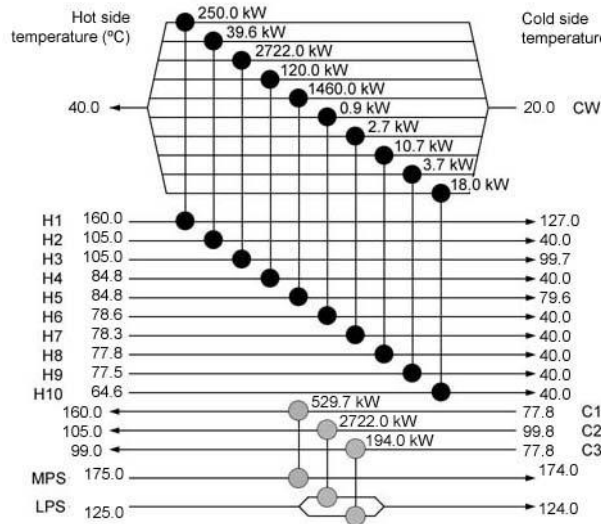 Hot side
temperature (ºC)
Cold side
temperature
250.0 kW
39.6 kW
2722.0 kW
120.0 kW
1460.0 kW
0.9 kW
2.7 kW
10.7 kW
3.7 kW
18.0 kW
40.0 20.0 CW
H1 160.0 127.0
H2 105.0 40.0
H3 105.0 99.7
H4 84.8 40.0
H5 84.8 79.6
H6 78.6 40.0
H7 78.3 40.0
H8 77.8 40.0
H9 77.5 40.0
H10 64.6 40.0
160.0 529.7 kW 77.8 C1
105.0 2722.0 kW 99.8 C2
99.0 194.0 kW 77.8 C3
MPS 175.0 174.0
LPS 125.0 124.0